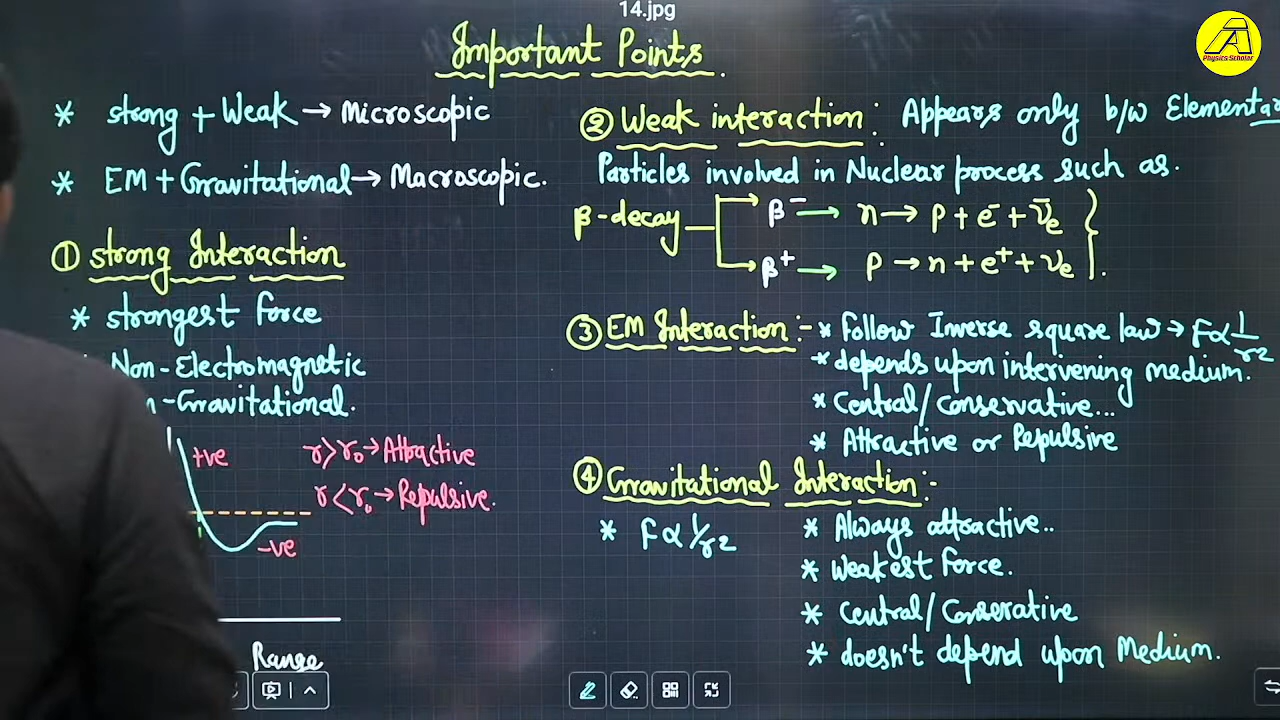 14.jpg
A
Physics Scholar
Important Points.
* strong + Weak → Microscopic
* EM + Gravitational → Macroscopic.
① strong Interaction
* strongest force
Non-Electromagnetic
-Gravitational.
+ve
r>r₀ → Attractive
r<r₀ → Repulsive.
-ve
Range
② Weak interaction: Appears only b/w Elementar
Particles involved in Nuclear process such as.
β-decay
β⁻ → n → p + e⁻ + ν̄e
β⁺ → p → n + e⁺ + νe
③ EM Interaction :- * Follow Inverse square law → F∝1/r2
* depends upon intervening medium.
* Central/Conservative...
* Attractive or Repulsive
④ Gravitational Interaction:-
* F∝1/r2
* Always attractive..
* Weakest force.
* Central/Conserative
* doesn't depend upon Medium.